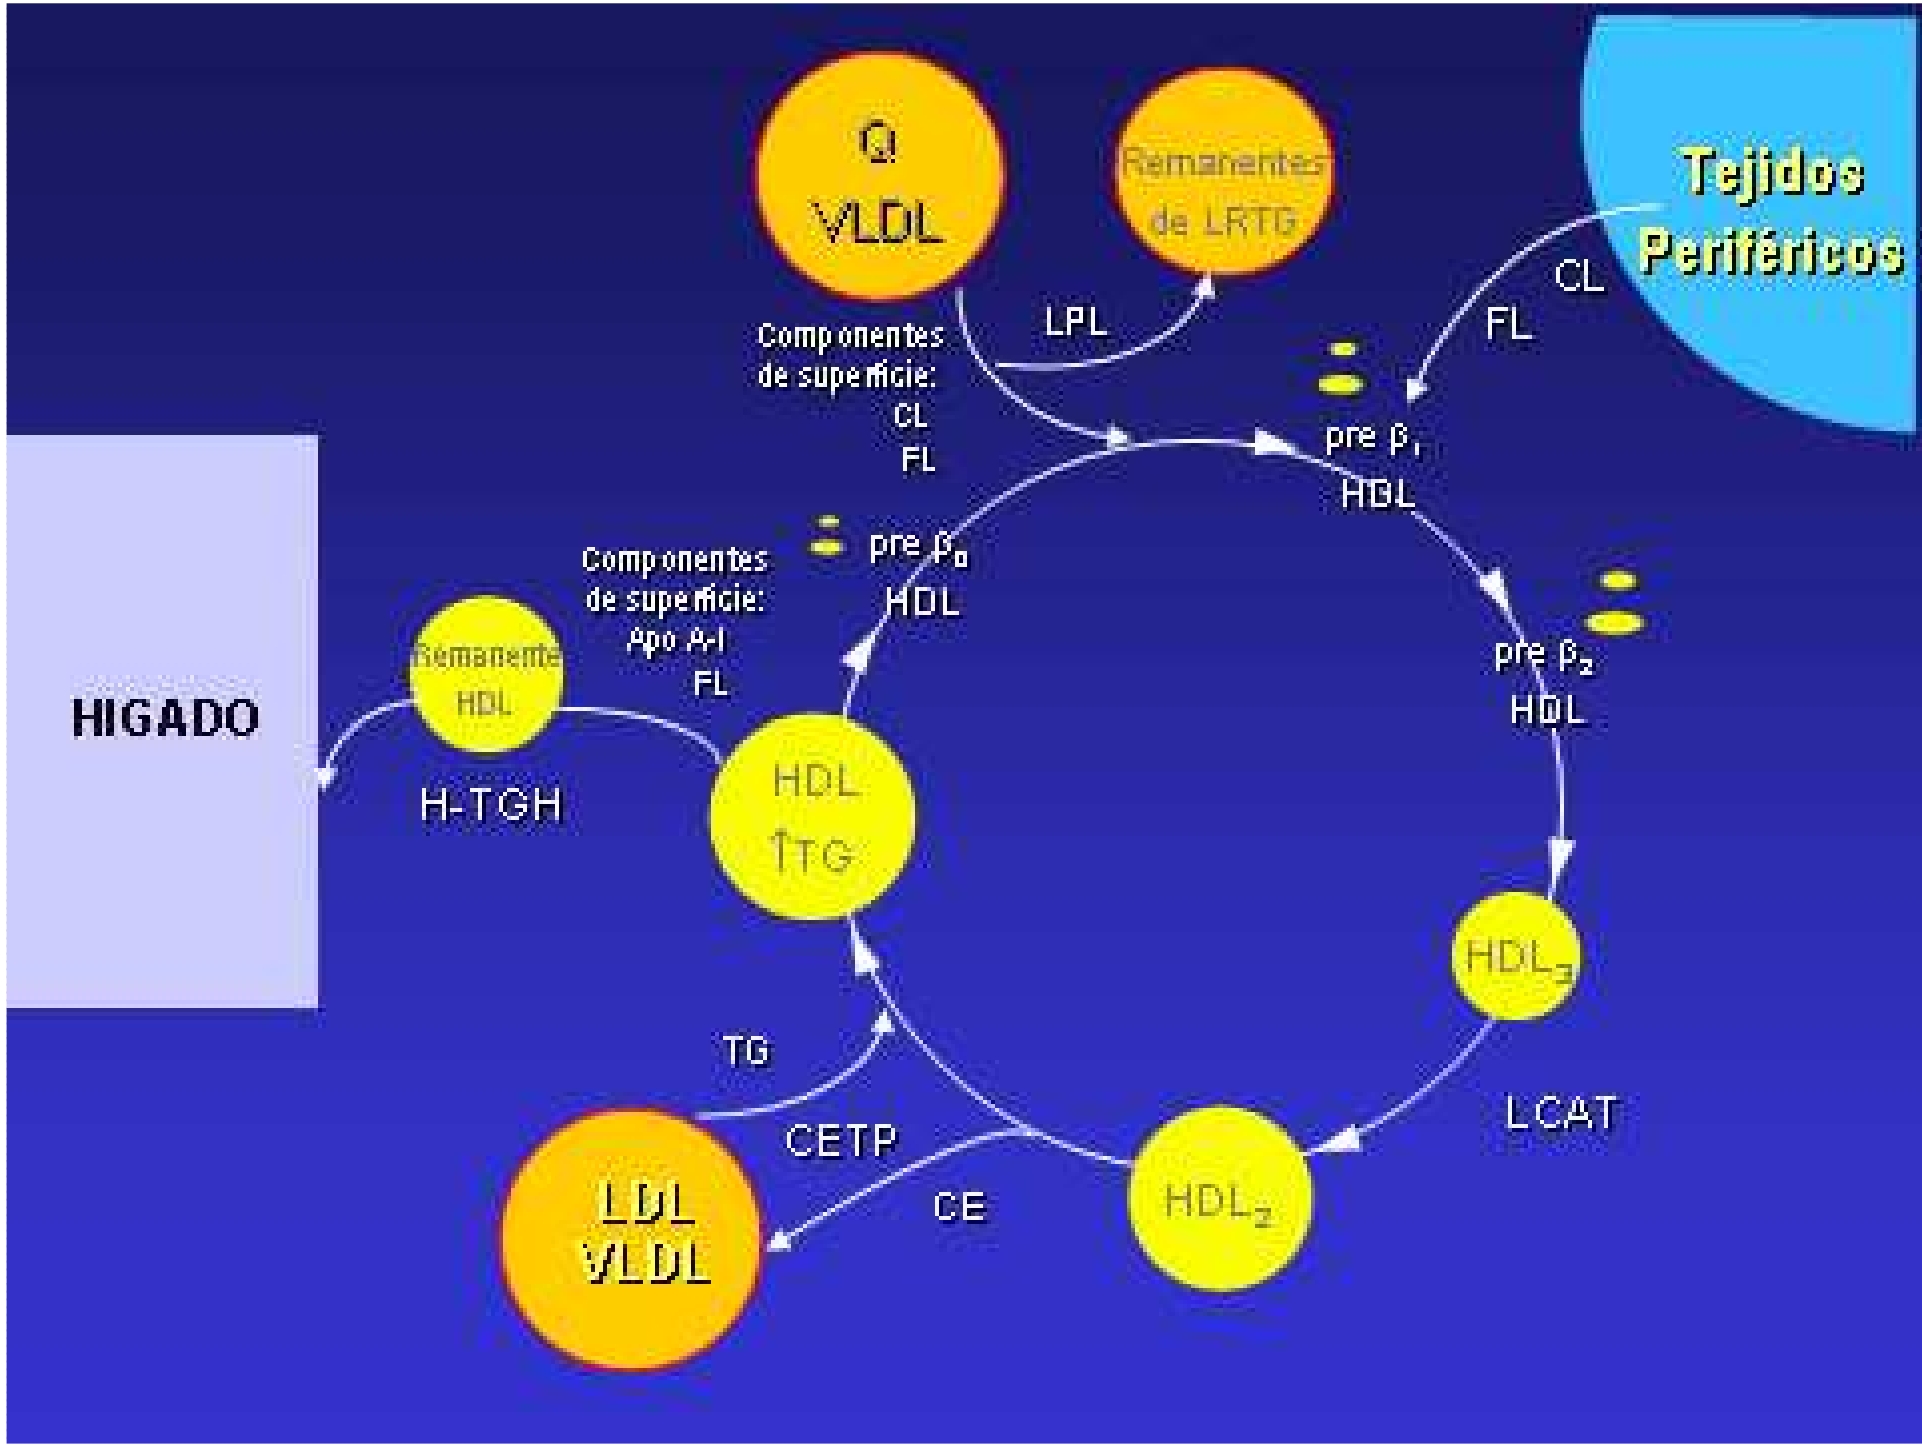 Q
VLDL
Remanentes
de LRTG
Tejidos
Periféricos
CL
FL
LPL
Componentes
de superficie:
CL
FL
pre β₁
HDL
pre β₀
HDL
Componentes
de superficie:
Apo A-I
FL
pre β₂
HDL
Remanente
HDL
HIGADO
H-TGH
HDL
↑TG
HDL₃
TG
LCAT
CETP
CE
HDL₂
LDL
VLDL